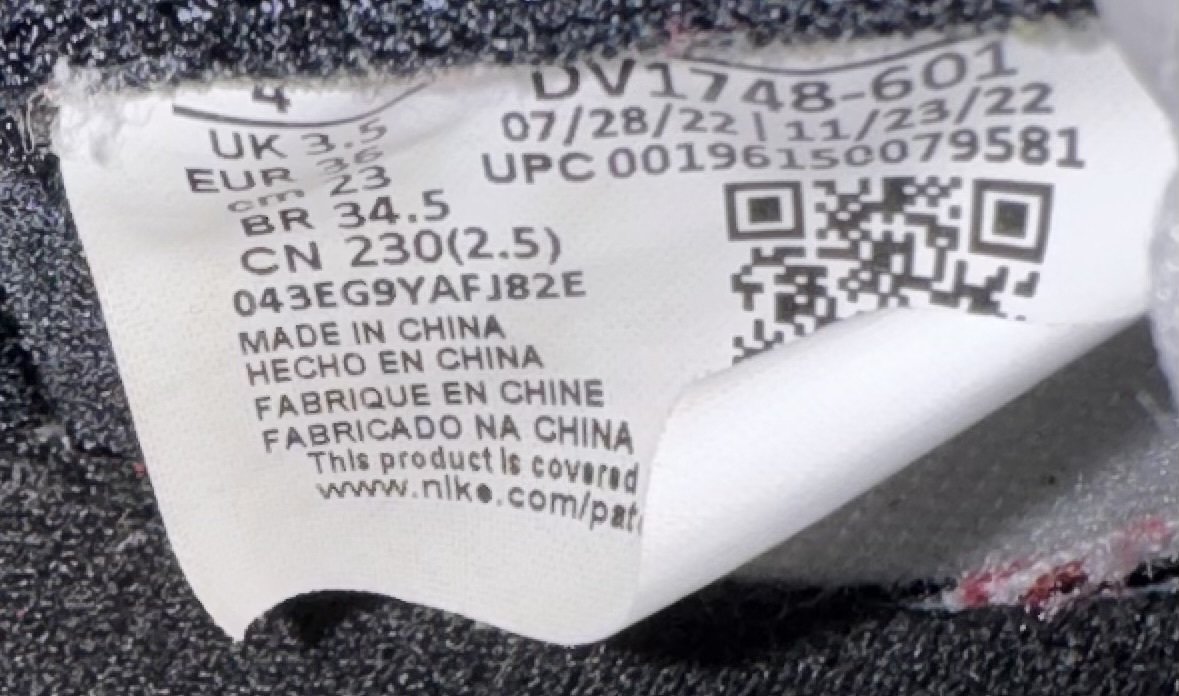 4
UK 3.5
EUR 36
cm 23
BR 34.5
CN 230(2.5)
043EG9YAFJ82E
MADE IN CHINA
HECHO EN CHINA
FABRIQUE EN CHINE
FABRICADO NA CHINA
This product is covered
www.nike.com/pat
DV1748-601
07/28/22 | 11/23/22
UPC 00196150079581